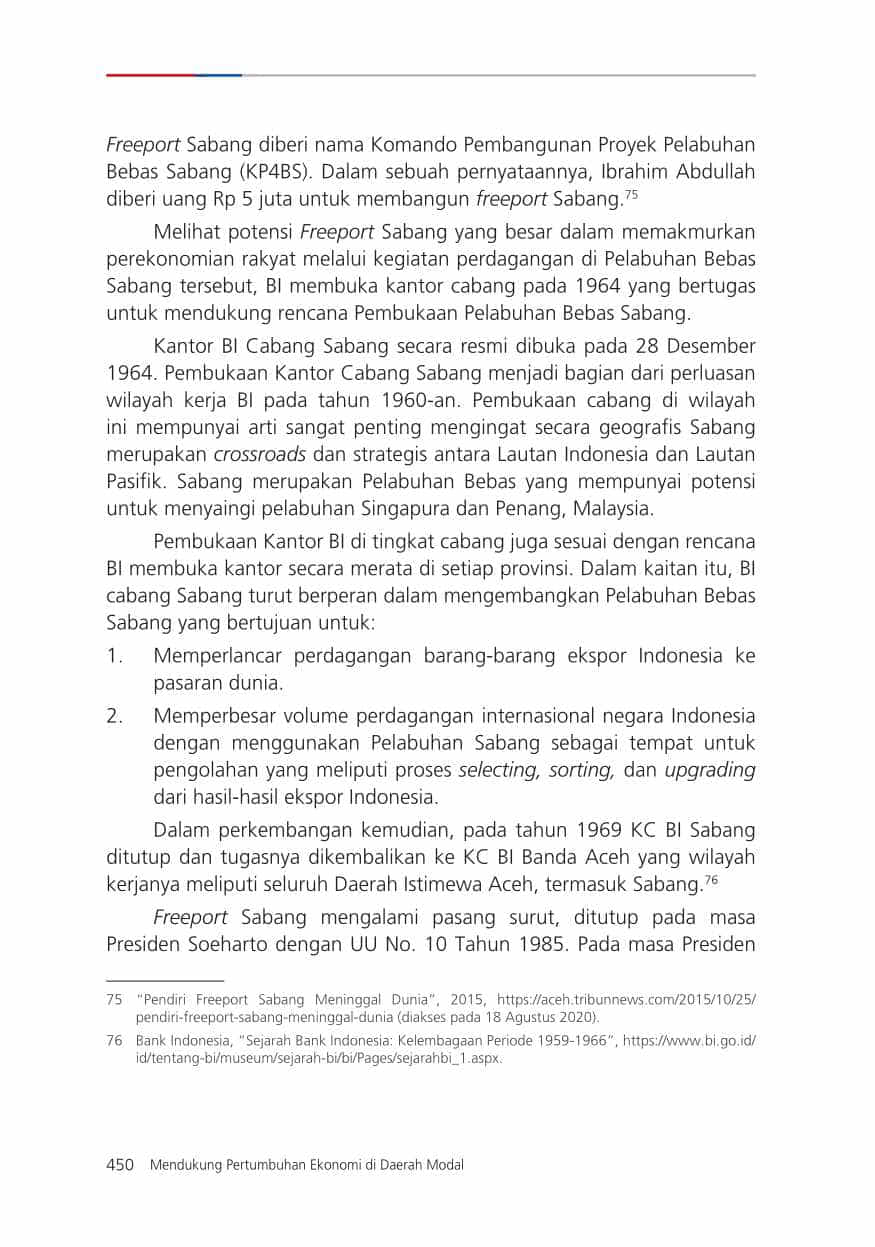 Freeport Sabang diberi nama Komando Pembangunan Proyek Pelabuhan
Bebas Sabang (KP4BS). Dalam sebuah pernyataannya, Ibrahim Abdullah
diberi uang Rp 5 juta untuk membangun freeport Sabang.75
Melihat potensi Freeport Sabang yang besar dalam memakmurkan
perekonomian rakyat melalui kegiatan perdagangan di Pelabuhan Bebas
Sabang tersebut, BI membuka kantor cabang pada 1964 yang bertugas
untuk mendukung rencana Pembukaan Pelabuhan Bebas Sabang.
Kantor BI Cabang Sabang secara resmi dibuka pada 28 Desember
1964. Pembukaan Kantor Cabang Sabang menjadi bagian dari perluasan
wilayah kerja BI pada tahun 1960-an. Pembukaan cabang di wilayah
ini mempunyai arti sangat penting mengingat secara geografis Sabang
merupakan crossroads dan strategis antara Lautan Indonesia dan Lautan
Pasifik. Sabang merupakan Pelabuhan Bebas yang mempunyai potensi
untuk menyaingi pelabuhan Singapura dan Penang, Malaysia.
Pembukaan Kantor BI di tingkat cabang juga sesuai dengan rencana
BI membuka kantor secara merata di setiap provinsi. Dalam kaitan itu, BI
cabang Sabang turut berperan dalam mengembangkan Pelabuhan Bebas
Sabang yang bertujuan untuk:
1. Memperlancar perdagangan barang-barang ekspor Indonesia ke
pasaran dunia.
2. Memperbesar volume perdagangan internasional negara Indonesia
dengan menggunakan Pelabuhan Sabang sebagai tempat untuk
pengolahan yang meliputi proses selecting, sorting, dan upgrading
dari hasil-hasil ekspor Indonesia.
Dalam perkembangan kemudian, pada tahun 1969 KC BI Sabang
ditutup dan tugasnya dikembalikan ke KC BI Banda Aceh yang wilayah
kerjanya meliputi seluruh Daerah Istimewa Aceh, termasuk Sabang.76
Freeport Sabang mengalami pasang surut, ditutup pada masa
Presiden Soeharto dengan UU No. 10 Tahun 1985. Pada masa Presiden
75 “Pendiri Freeport Sabang Meninggal Dunia”, 2015, https://aceh.tribunnews.com/2015/10/25/
pendiri-freeport-sabang-meninggal-dunia (diakses pada 18 Agustus 2020).
76 Bank Indonesia, “Sejarah Bank Indonesia: Kelembagaan Periode 1959-1966”, https://www.bi.go.id/
id/tentang-bi/museum/sejarah-bi/bi/Pages/sejarahbi_1.aspx.
450 Mendukung Pertumbuhan Ekonomi di Daerah Modal